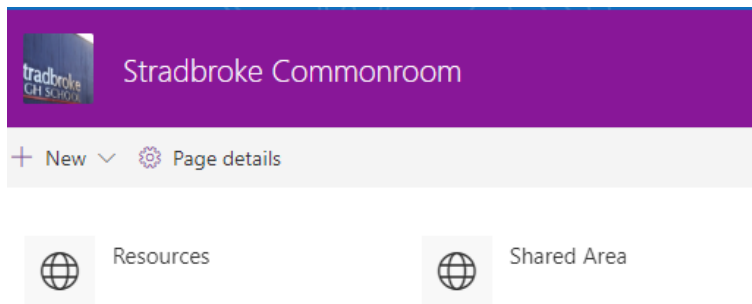 tradbroke
GH SCHOOL
Stradbroke Commonroom
New
Page details
Resources
Shared Area